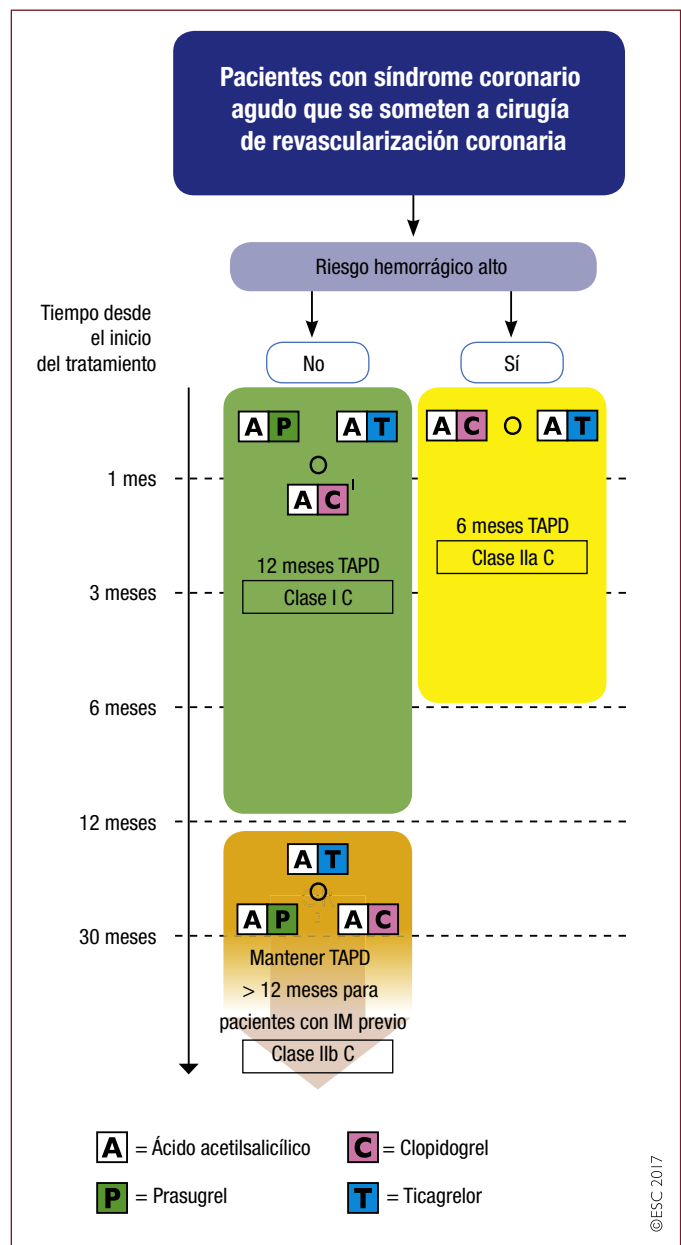 Pacientes con síndrome coronario
agudo que se someten a cirugía
de revascularización coronaria
Riesgo hemorrágico alto
Tiempo desde
el inicio
del tratamiento
No
Sí
A P A T
O
A C I
A C O A T
1 mes
12 meses TAPD
Clase I C
6 meses TAPD
Clase IIa C
3 meses
6 meses
12 meses
A T
O
A P A C
30 meses
Mantener TAPD
> 12 meses para
pacientes con IM previo
Clase IIb C
A = Ácido acetilsalicílico
C = Clopidogrel
P = Prasugrel
T = Ticagrelor
©ESC 2017